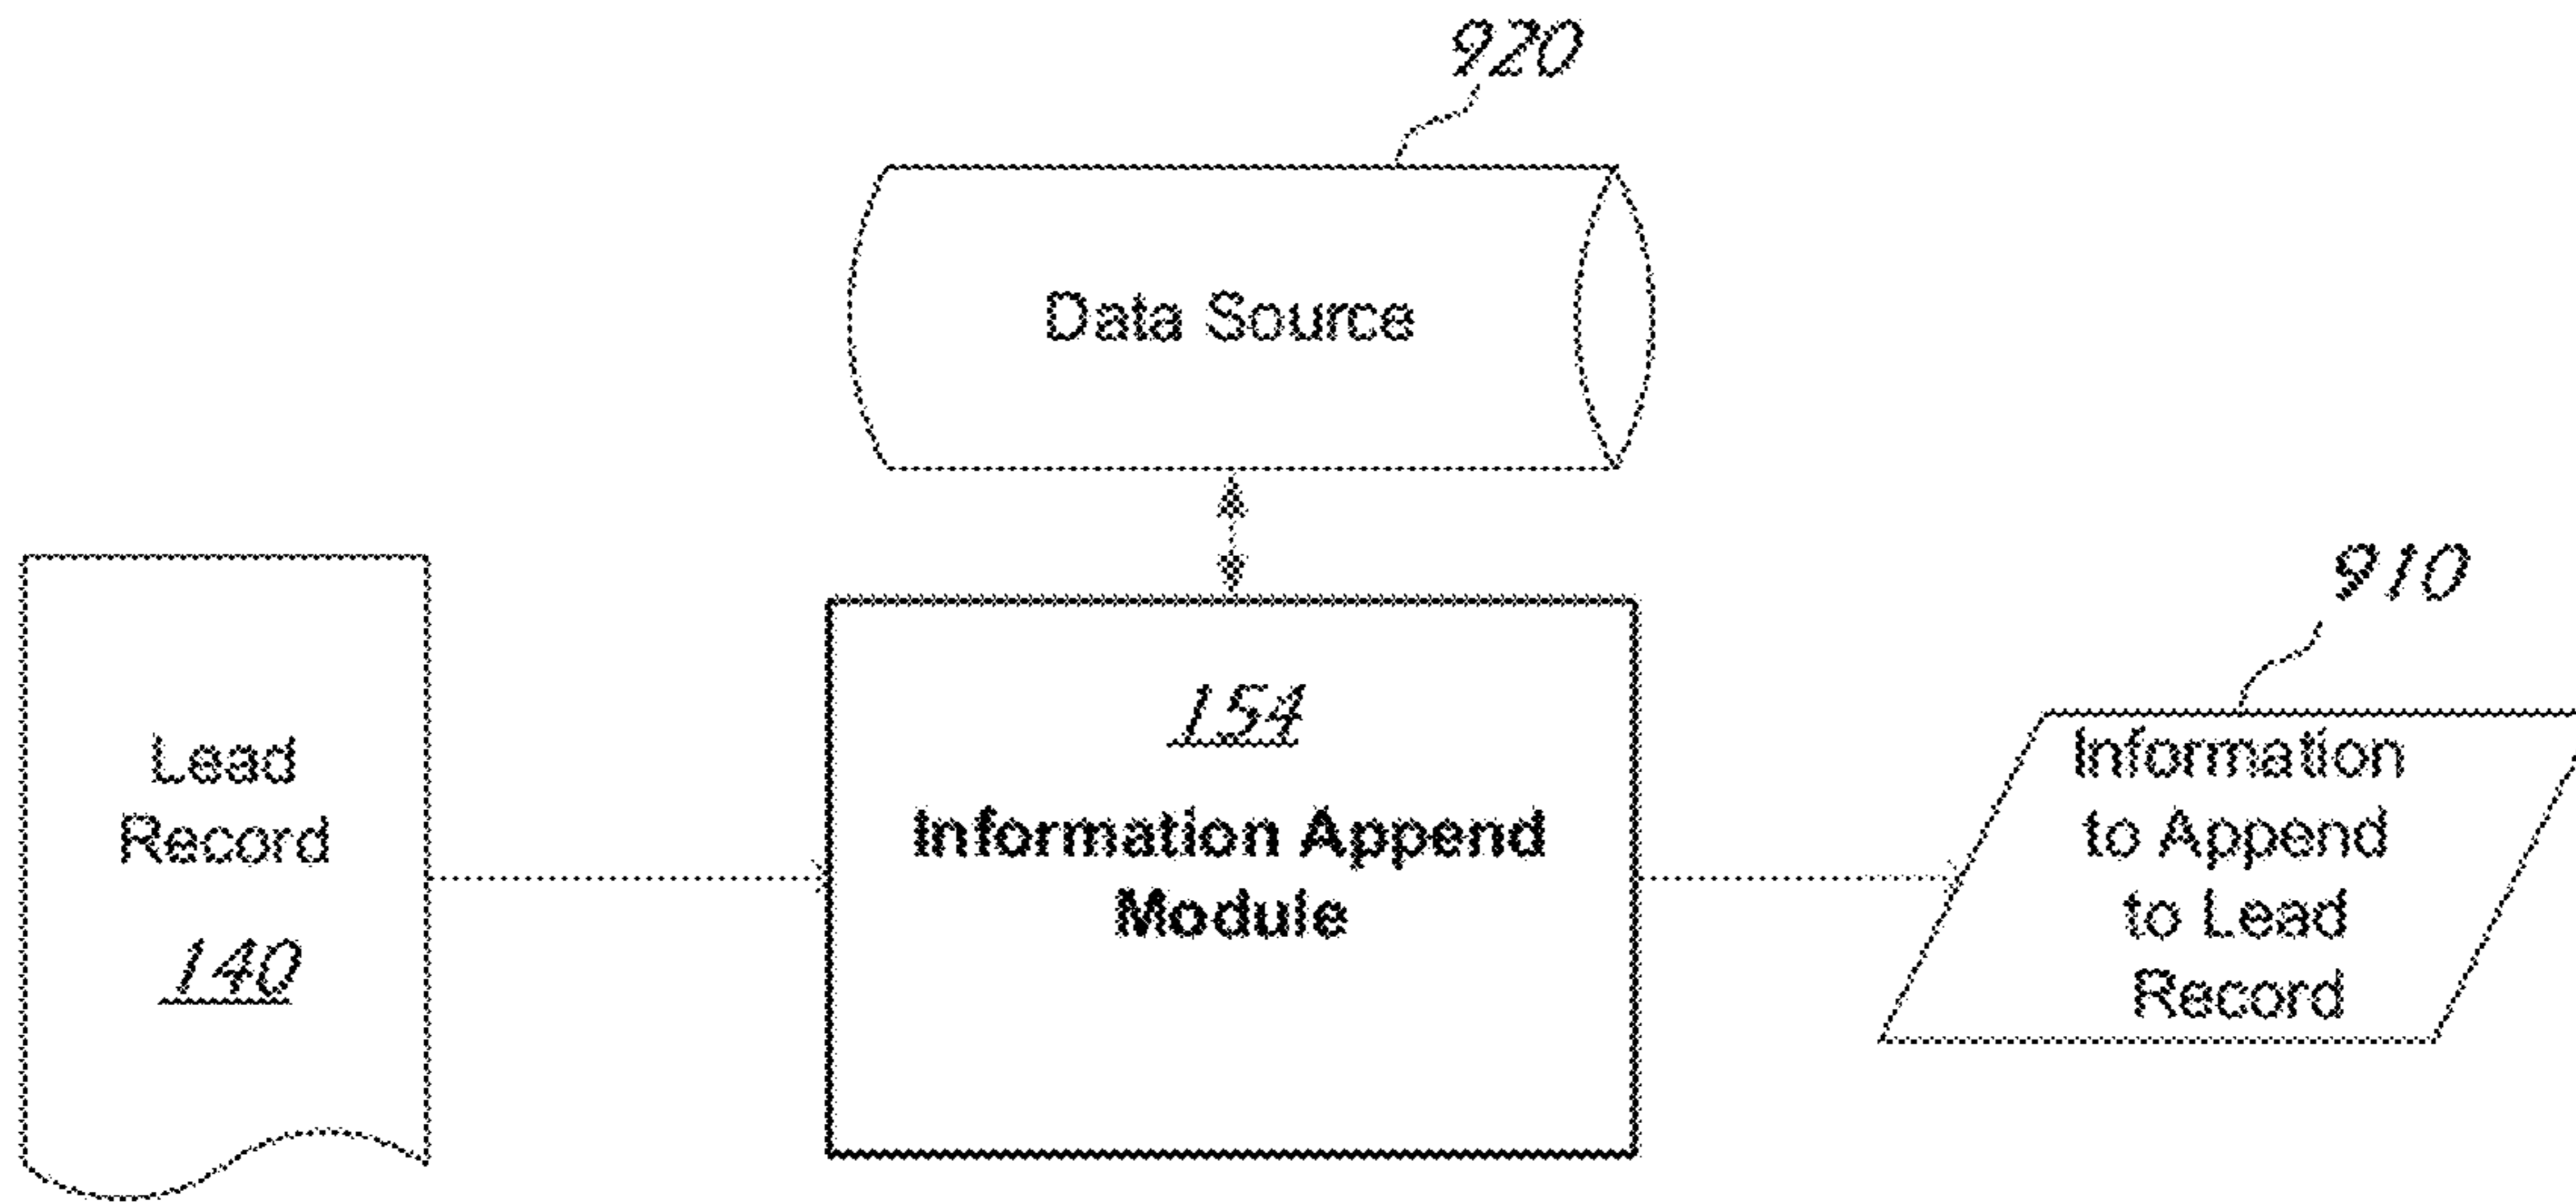 920
Data Source
910
Lead
Record
140
154
Information Append
Module
Information
to Append
to Lead
Record